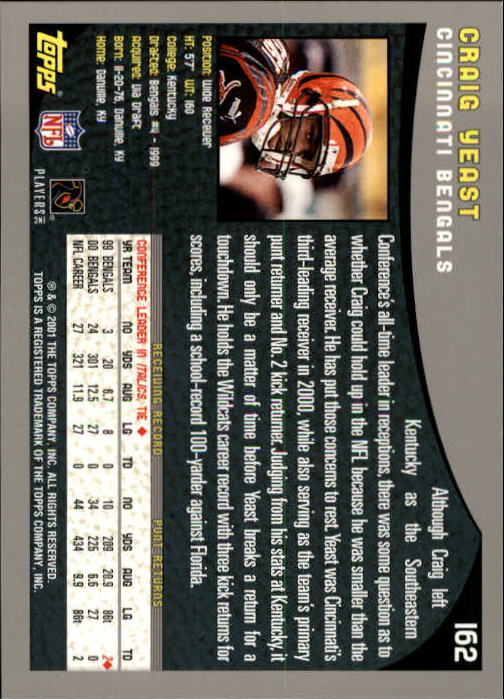 CRAIG YEAST
CINCINNATI BENGALS
162
Position: Wide Receiver
HT: 5'7" WT: 160
College: Kentucky
Drafted: Bengals #4 - 1999
Acquired: Via Draft
Born: 11-20-76, Danville, KY
Home: Danville, KY
Although Craig left
Kentucky as the Southeastern
Conference's all-time leader in receptions, there was some question as to
whether Craig could hold up in the NFL because he was smaller than the
average receiver. He has put those concerns to rest. Yeast was Cincinnati's
third-leading receiver in 2000, while also serving as the team's primary
punt returner and No. 2 kick returner. Judging from his stats at Kentucky, it
should only be a matter of time before Yeast breaks a return for a
touchdown. He holds the Wildcats career record with three kick returns for
scores, including a school-record 100-yarder against Florida.
RECEIVING RECORD PUNT RETURNS
CONFERENCE LEADER IN ITALICS, TIE ♦
YR TEAM NO YDS AVG LG TD NO YDS AVG LG TD
99 BENGALS 3 20 6.7 8 0 10 209 20.9 86t 2♦
00 BENGALS 24 301 12.5 27 0 34 225 6.6 27 0
NFL CAREER 27 321 11.9 27 0 44 434 9.9 86t 2
Topps
NFL
PLAYERS INC
® & © 2001 THE TOPPS COMPANY, INC. ALL RIGHTS RESERVED.
TOPPS IS A REGISTERED TRADEMARK OF THE TOPPS COMPANY, INC.